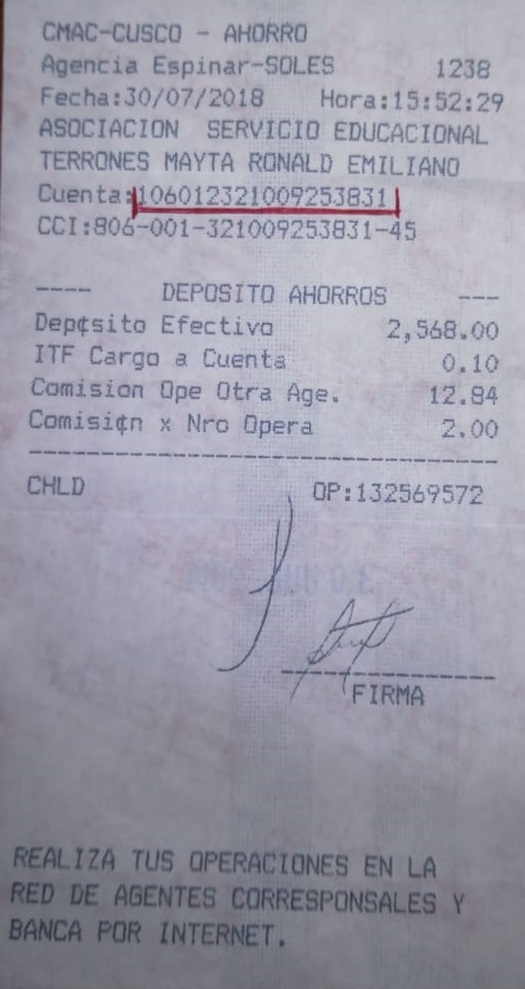 CMAC-CUSCO - AHORRO
Agencia Espinar-SOLES 1238
Fecha:30/07/2018 Hora:15:52:29
ASOCIACION SERVICIO EDUCACIONAL
TERRONES MAYTA RONALD EMILIANO
Cuenta:106012321009253831
CCI:806-001-321009253831-45
---- DEPOSITO AHORROS ---
Dep¢sito Efectivo 2,568.00
ITF Cargo a Cuenta 0.10
Comision Ope Otra Age. 12.84
Comisi¢n x Nro Opera 2.00
CHLD OP:132569572
FIRMA
REALIZA TUS OPERACIONES EN LA
RED DE AGENTES CORRESPONSALES Y
BANCA POR INTERNET.